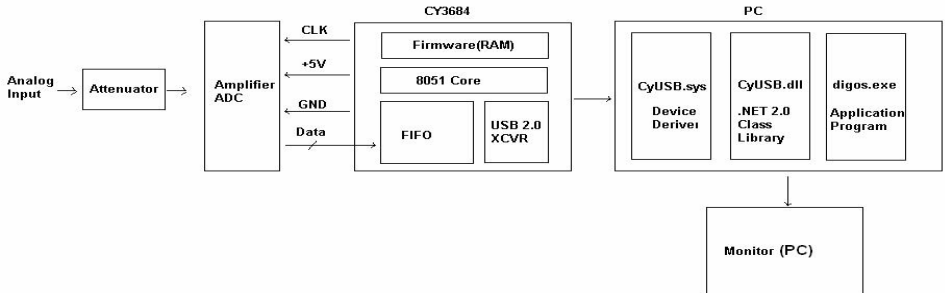 CY3684
PC
Analog
Input
Attenuator
Amplifier
ADC
CLK
+5V
GND
Data
Firmware(RAM)
8051 Core
FIFO
USB 2.0
XCVR
CyUSB.sys
Device
Deriver
CyUSB.dll
.NET 2.0
Class
Library
digos.exe
Application
Program
Monitor (PC)